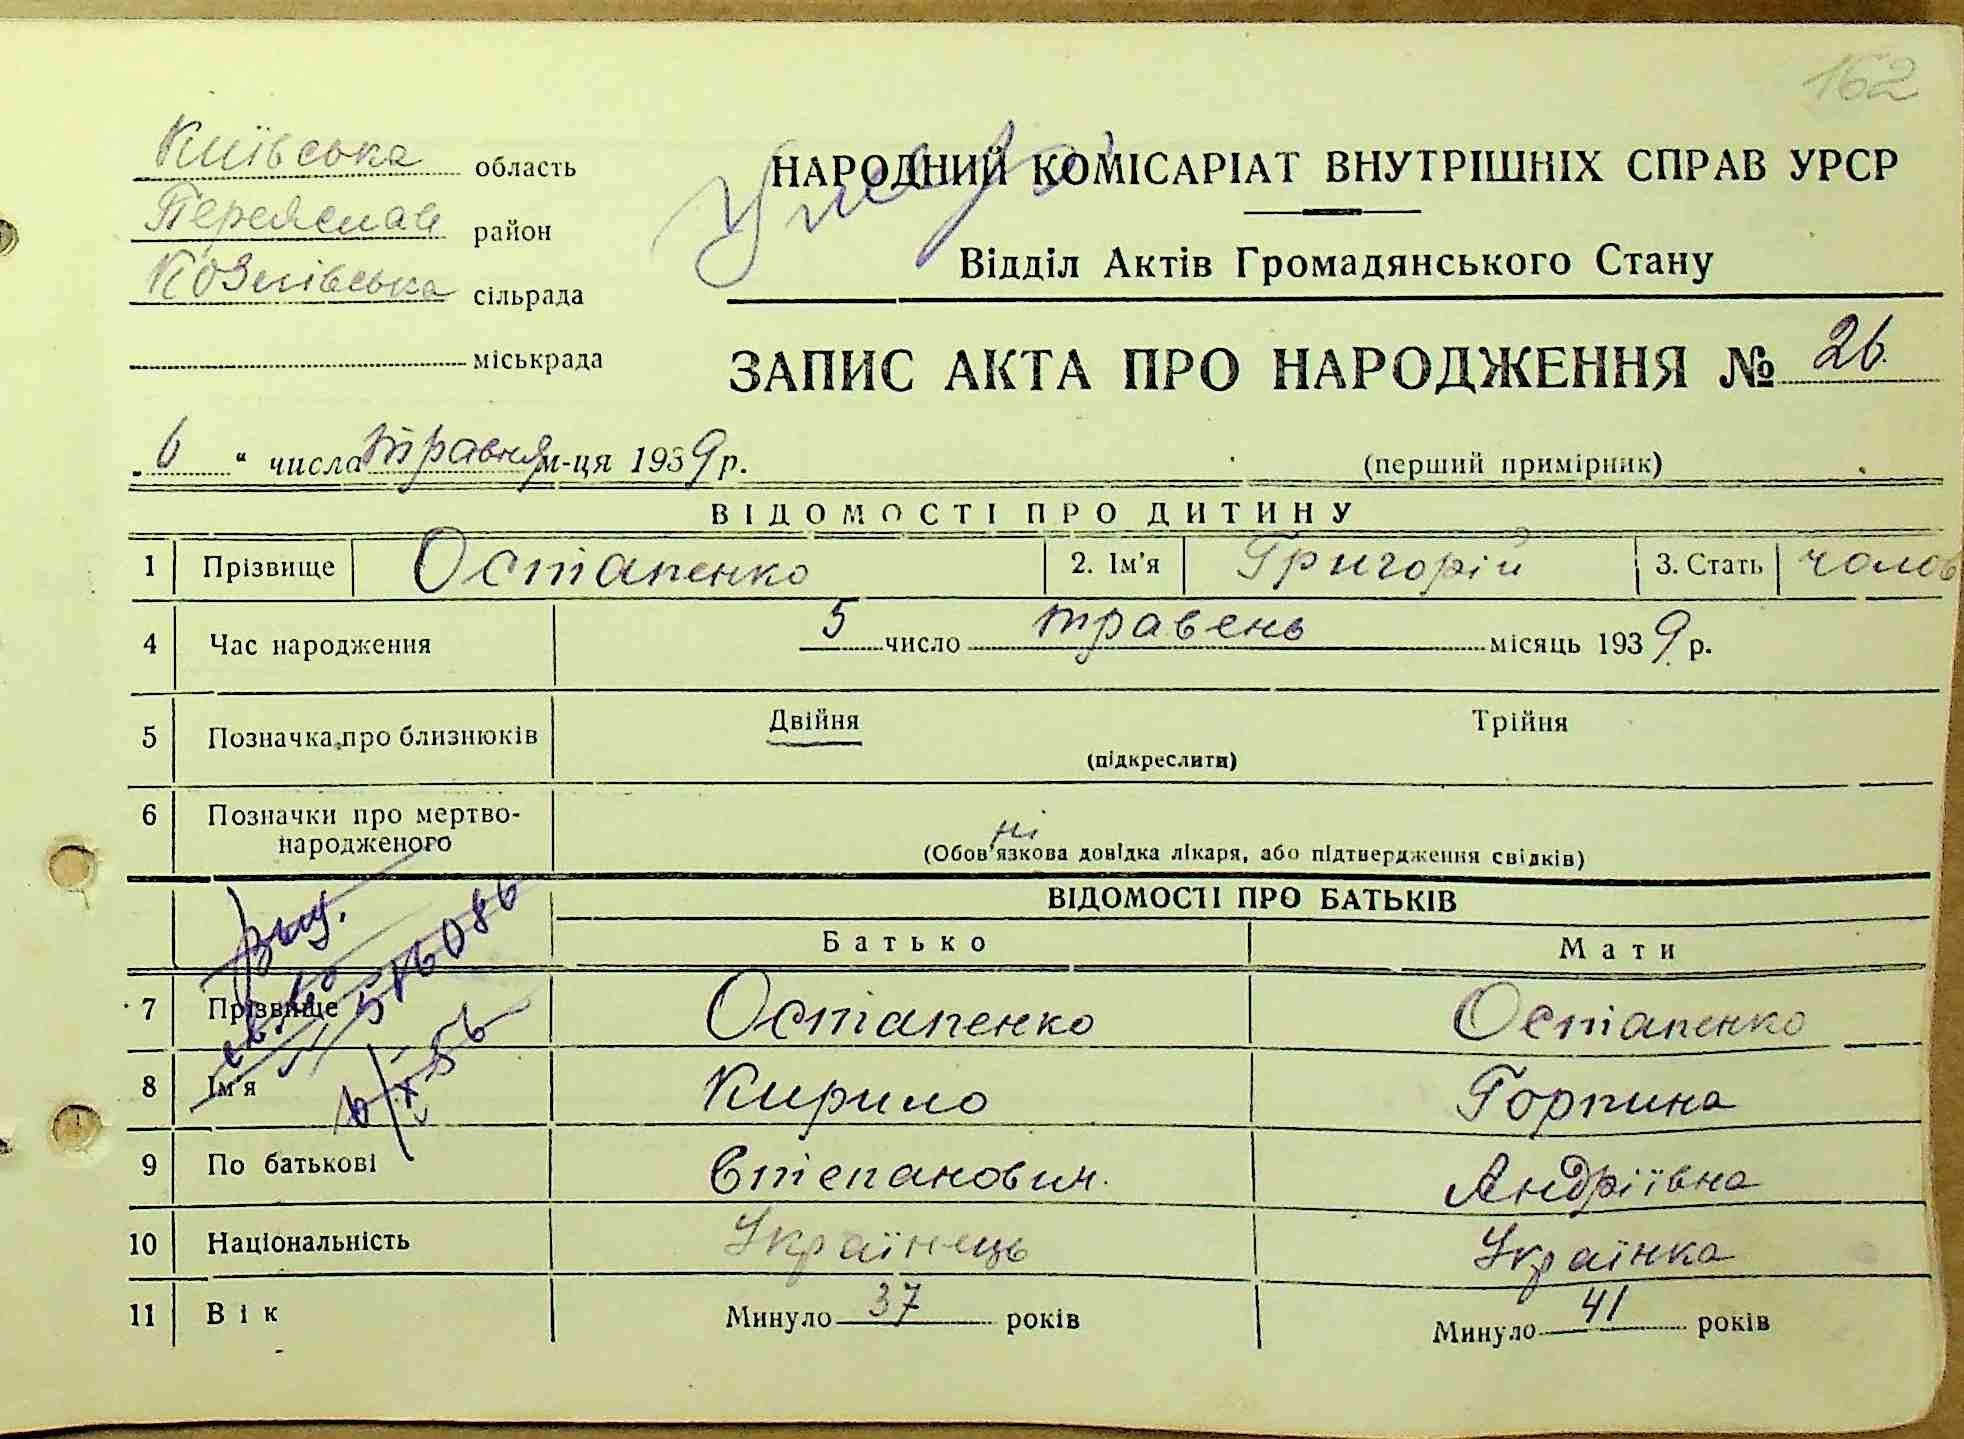 162
Київська область
Переяслав район
Козлівська сільрада
міськрада
Умер
НАРОДНИЙ КОМІСАРІАТ ВНУТРІШНІХ СПРАВ УРСР
Відділ Актів Громадянського Стану
ЗАПИС АКТА ПРО НАРОДЖЕННЯ № 26.
„ 6 “ числа травня м-ця 1939 р.
(перший примірник)
ВІДОМОСТІ ПРО ДИТИНУ
1 Прізвище Остапенко 2. Ім'я Григорій 3. Стать чолов
4 Час народження 5 число травень місяць 1939 р.
5 Позначка про близнюків Двійня Трійня
(підкреслити)
6 Позначки про мертво-
народженого
ні
(Обов'язкова довідка лікаря, або підтвердження свідків)
ВІДОМОСТІ ПРО БАТЬКІВ
Батько Мати
7 Прізвище Остапенко Остапенко
8 Ім'я Кирило Горпина
9 По батькові Степанович. Андріївна
10 Національність Українець Українка
11 Вік Минуло 37 років Минуло 41 років